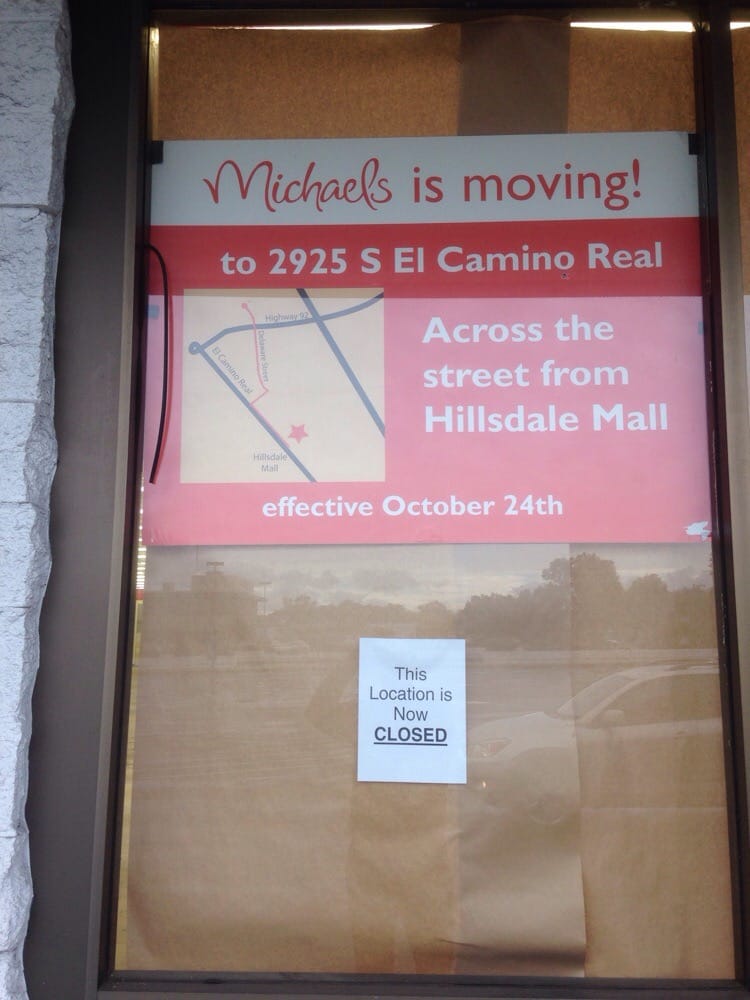 Michaels is moving!
to 2925 S El Camino Real
Highway 92
Delaware Street
El Camino Real
Hillsdale
Mall
Across the
street from
Hillsdale Mall
effective October 24th
This
Location is
Now
CLOSED